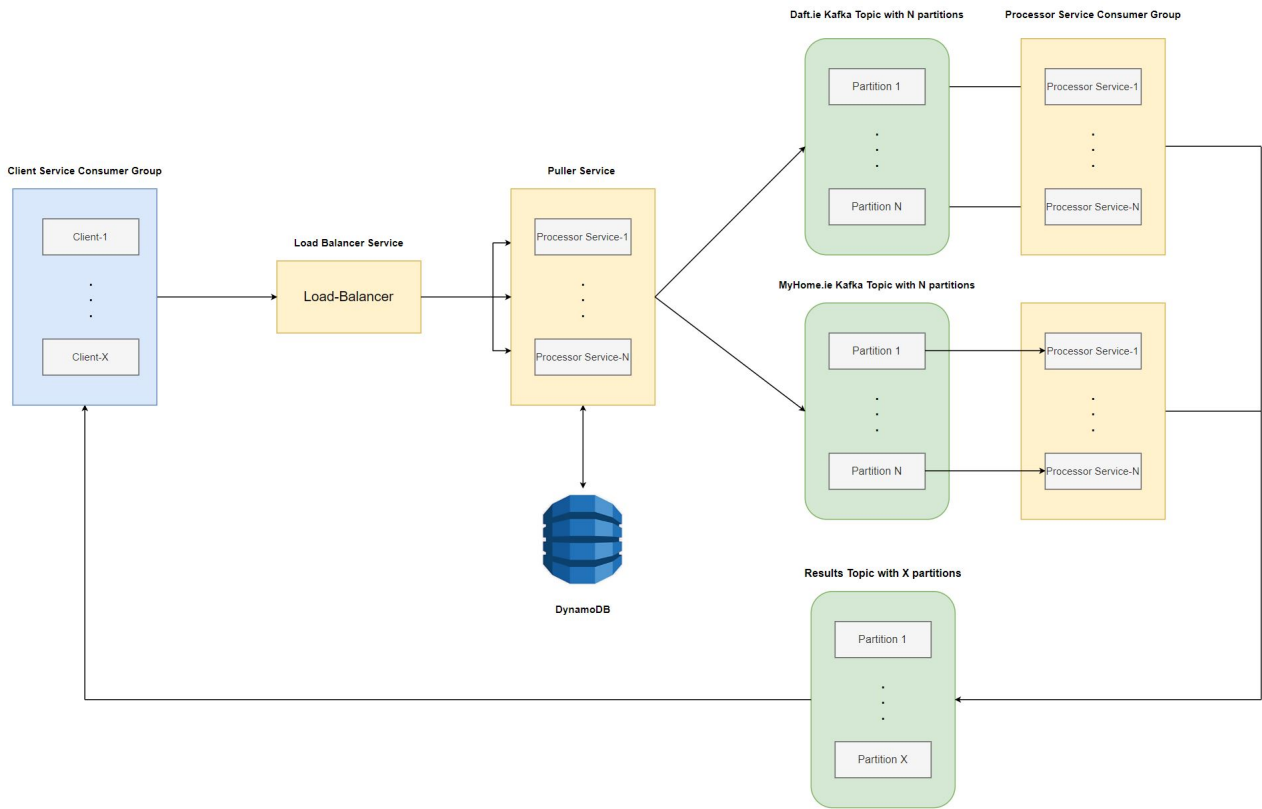 Daft.ie Kafka Topic with N partitions
Processor Service Consumer Group
Partition 1
Processor Service-1
Partition N
Processor Service-N
Client Service Consumer Group
Client-1
Client-X
Load Balancer Service
Load-Balancer
Puller Service
Processor Service-1
Processor Service-N
DynamoDB
MyHome.ie Kafka Topic with N partitions
Partition 1
Processor Service-1
Partition N
Processor Service-N
Results Topic with X partitions
Partition 1
Partition X